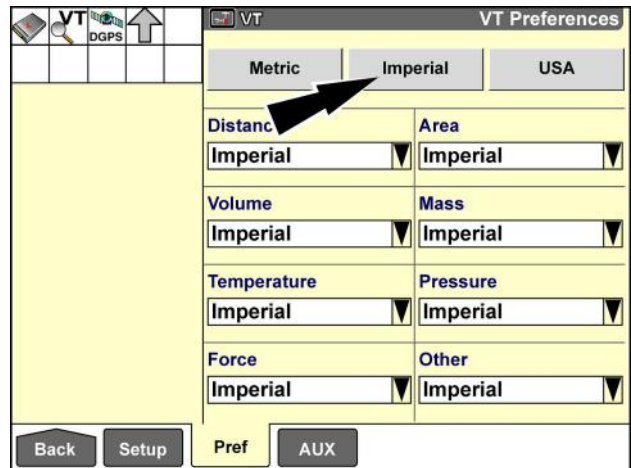 VT
DGPS
VT
VT Preferences
Metric
Imperial
USA
Distanc
Area
Imperial
Imperial
Volume
Mass
Imperial
Imperial
Temperature
Pressure
Imperial
Imperial
Force
Other
Imperial
Imperial
Back
Setup
Pref
AUX